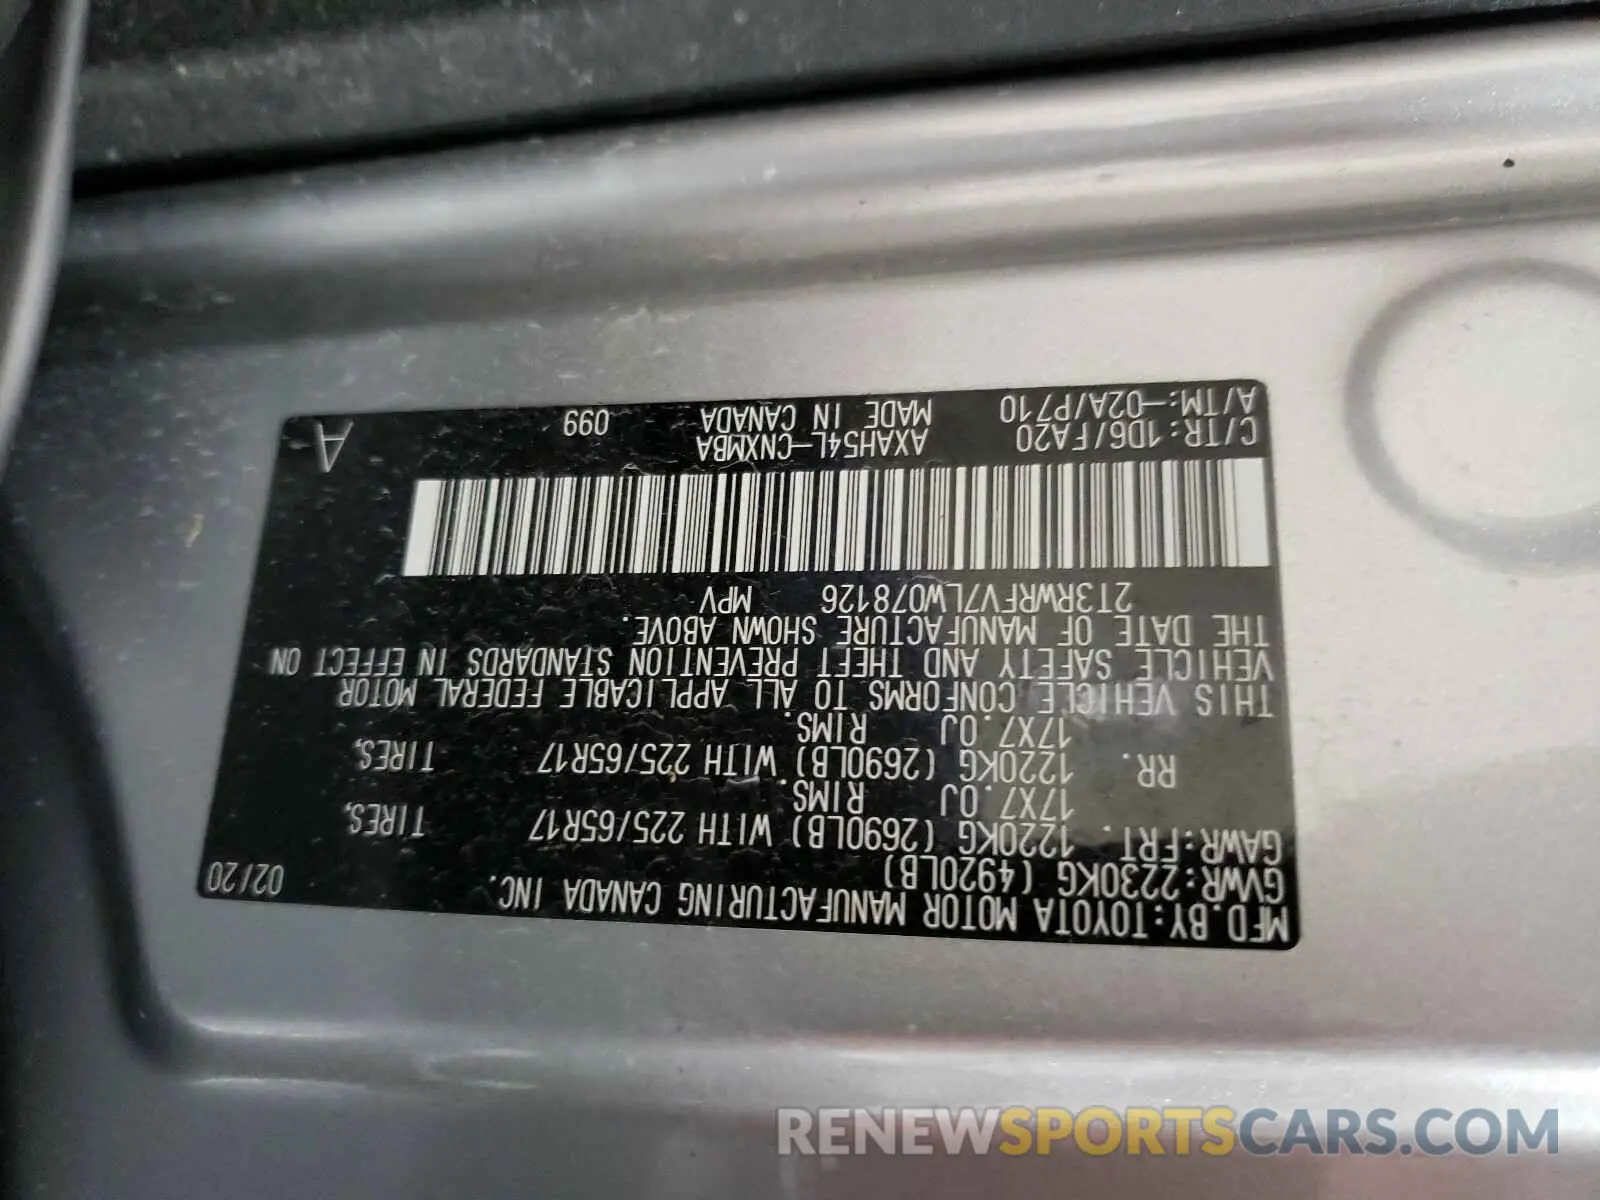 MFD.BY:TOYOTA MOTOR MANUFACTURING CANADA INC. 02/20
GVWR:2230KG (4920LB)
GAWR:FRT. 1220KG (2690LB) WITH 225/65R17 TIRES,
17X7.0J RIMS.
RR. 1220KG (2690LB) WITH 225/65R17 TIRES,
17X7.0J RIMS.
THIS VEHICLE CONFORMS TO ALL APPLICABLE FEDERAL MOTOR
VEHICLE SAFETY AND THEFT PREVENTION STANDARDS IN EFFECT ON
THE DATE OF MANUFACTURE SHOWN ABOVE.
2T3RWRFV7LW078126 MPV
C/TR:1D6/FA20 AXAH54L-CNXMBA A
A/TM:-02A/P710 MADE IN CANADA 099
RENEWSPORTSCARS.COM